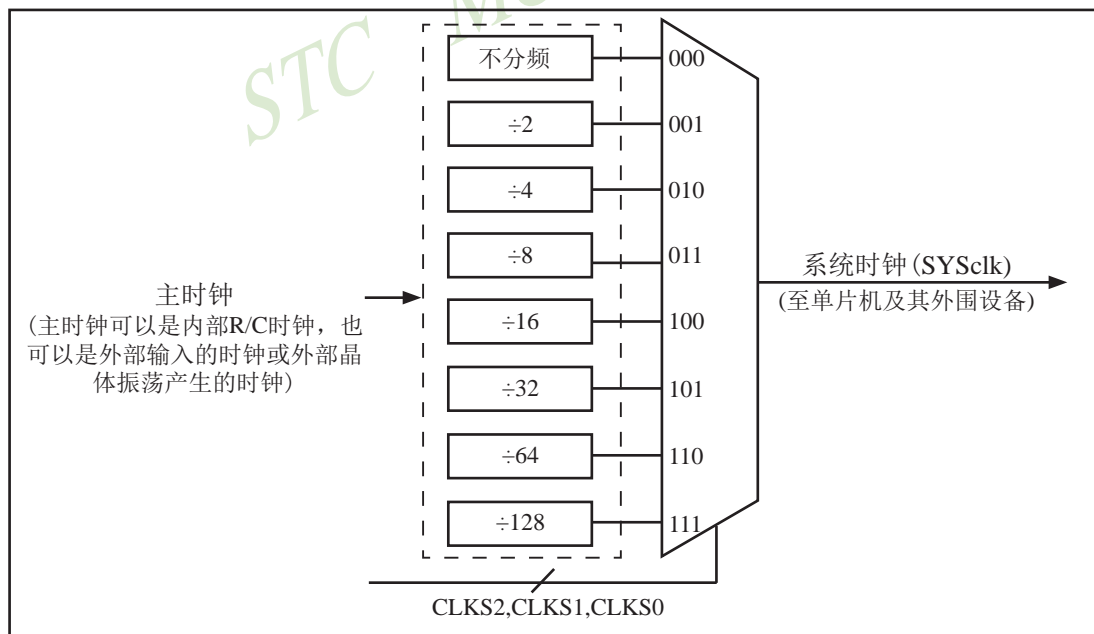 STC
不分频
000
÷2
001
÷4
010
÷8
011
÷16
100
÷32
101
÷64
110
÷128
111
主时钟
(主时钟可以是内部R/C时钟，也
可以是外部输入的时钟或外部晶
体振荡产生的时钟)
系统时钟(SYSclk)
(至单片机及其外围设备)
CLKS2,CLKS1,CLKS0